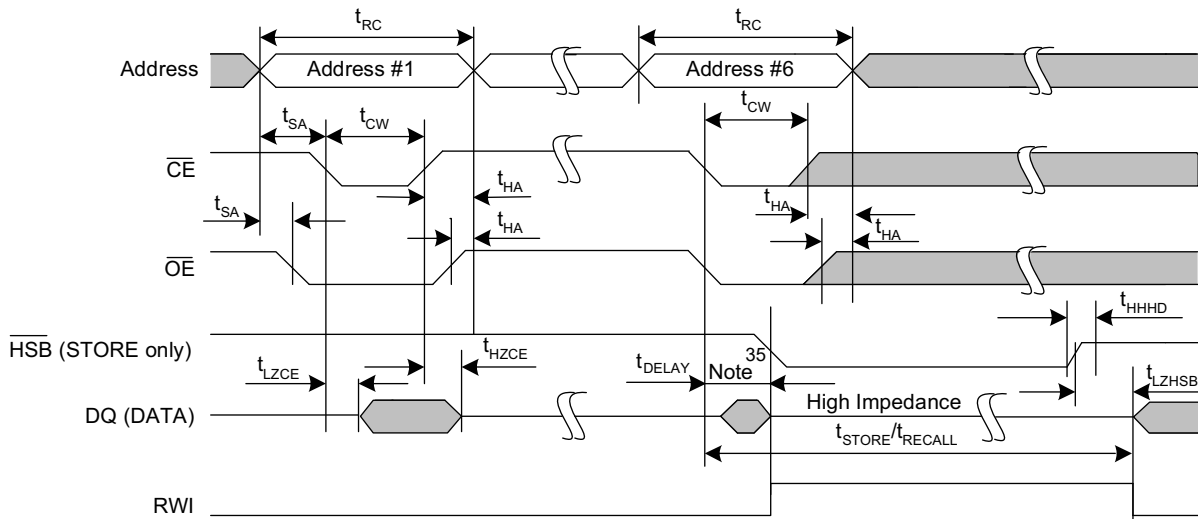 tRC tRC
Address Address #1 Address #6
tCW
tSA tCW
CE
tHA
tSA tHA
tHA tHA
OE
tHHHD
HSB (STORE only)
tHZCE 35
tLZCE tDELAY Note tLZHSB
DQ (DATA) High Impedance
tSTORE/tRECALL
RWI